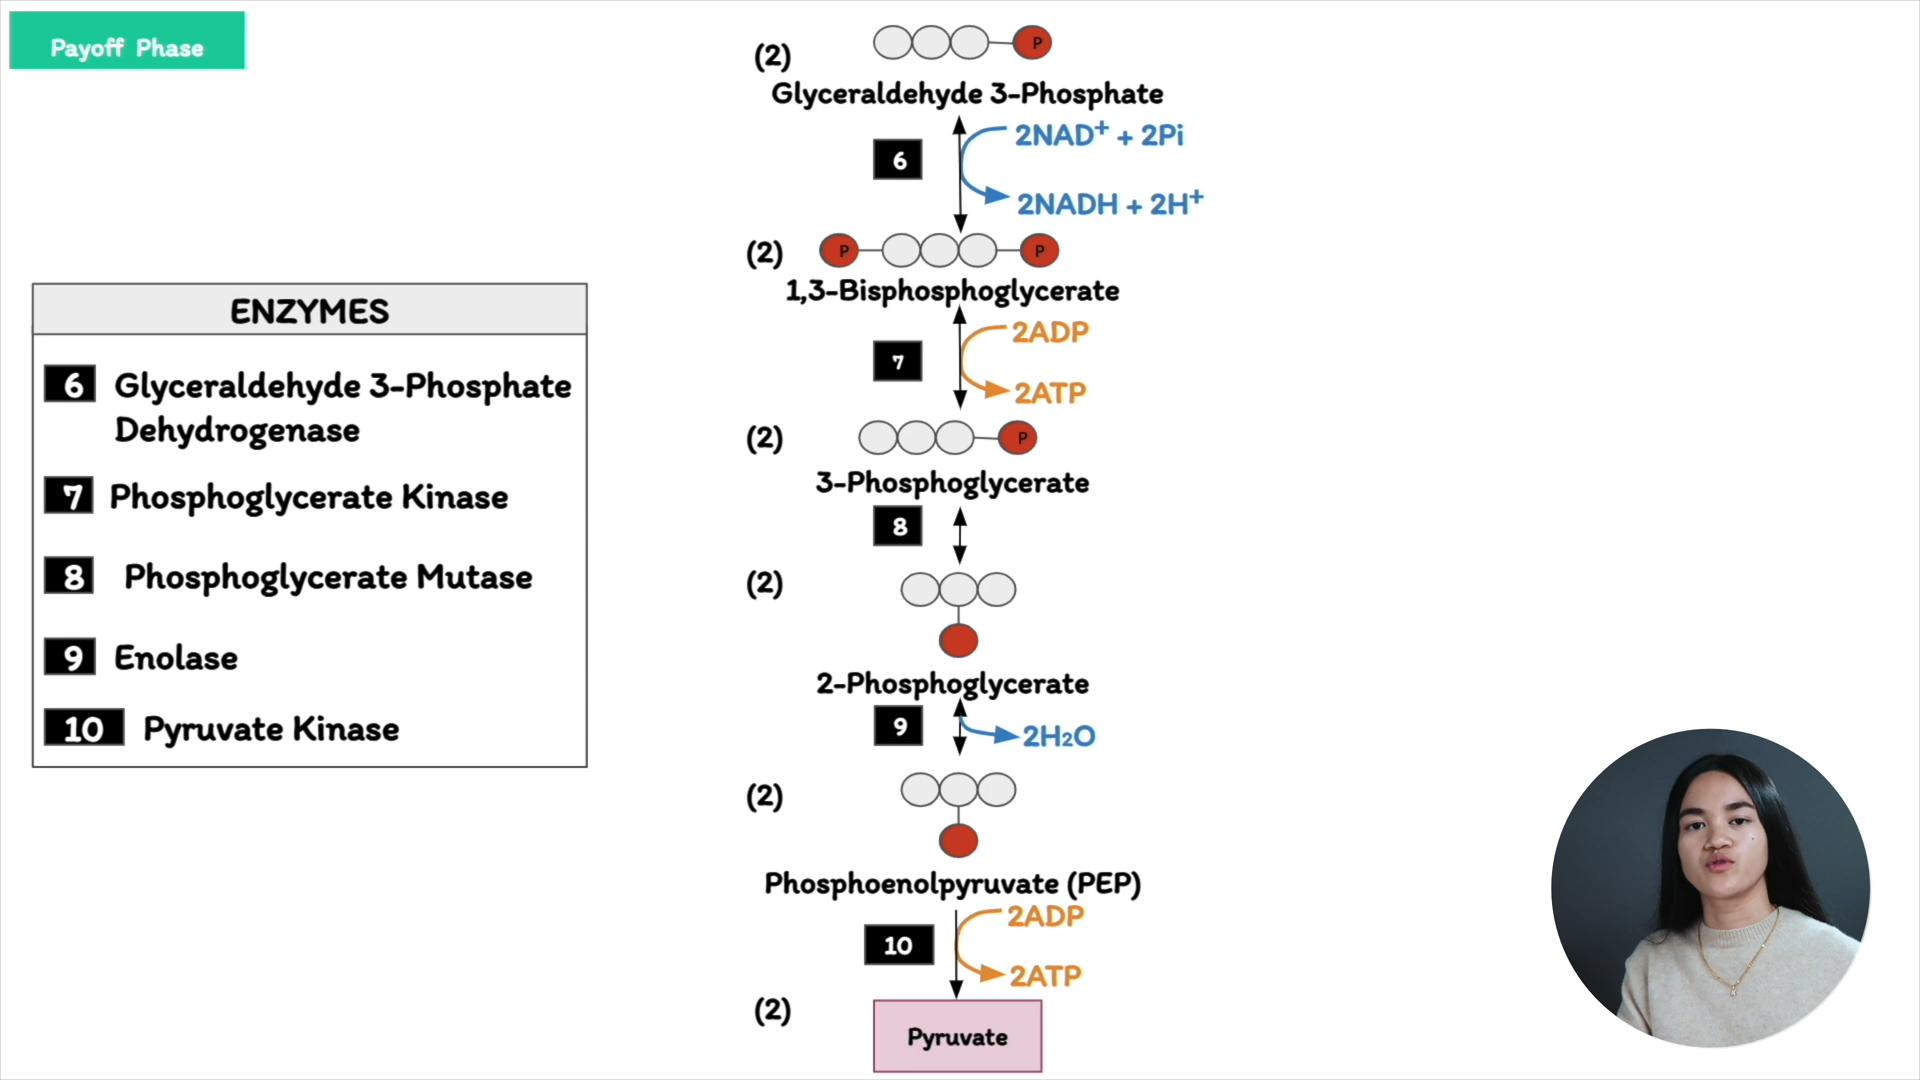 Payoff Phase
ENZYMES
6 Glyceraldehyde 3-Phosphate
Dehydrogenase
7 Phosphoglycerate Kinase
8 Phosphoglycerate Mutase
9 Enolase
10 Pyruvate Kinase
(2) P
Glyceraldehyde 3-Phosphate
2NAD⁺ + 2Pi
6
2NADH + 2H⁺
(2) P P
1,3-Bisphosphoglycerate
2ADP
7
2ATP
(2) P
3-Phosphoglycerate
8
(2)
2-Phosphoglycerate
9 2H₂O
(2)
Phosphoenolpyruvate (PEP)
2ADP
10
2ATP
(2)
Pyruvate